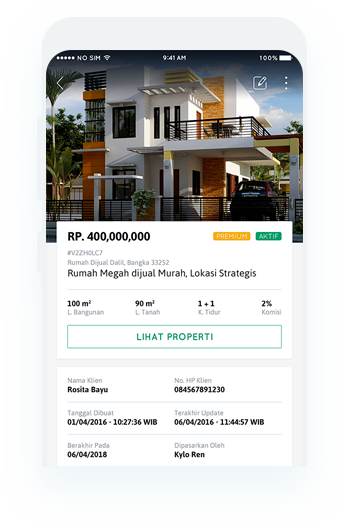 NO SIM 9:41 AM 100%
RP. 400,000,000 PREMIUM AKTIF
#V2ZH0LC7
Rumah Dijual Dalil, Bangka 33252
Rumah Megah dijual Murah, Lokasi Strategis
100 m² 90 m² 1 + 1 2%
L. Bangunan L. Tanah K. Tidur Komisi
LIHAT PROPERTI
Nama Klien No. HP Klien
Rosita Bayu 084567891230
Tanggal Dibuat Terakhir Update
01/04/2016 - 10:27:36 WIB 06/04/2016 - 11:44:57 WIB
Berakhir Pada Dipasarkan Oleh
06/04/2018 Kylo Ren